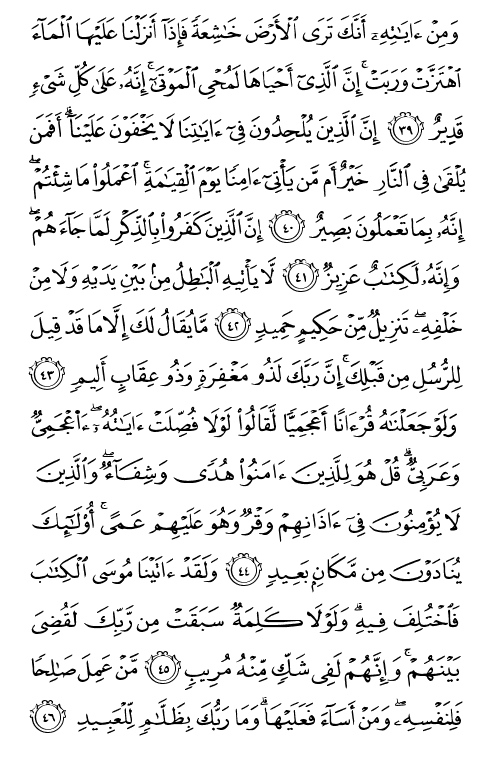 وَمِنْ ءَايَٰتِهِۦٓ أَنَّكَ تَرَى ٱلْأَرْضَ خَٰشِعَةً فَإِذَآ أَنزَلْنَا عَلَيْهَا ٱلْمَآءَ
ٱهْتَزَّتْ وَرَبَتْ ۚ إِنَّ ٱلَّذِىٓ أَحْيَاهَا لَمُحْىِ ٱلْمَوْتَىٰٓ ۚ إِنَّهُۥ عَلَىٰ كُلِّ شَىْءٍ
قَدِيرٌ ﴿٣٩﴾ إِنَّ ٱلَّذِينَ يُلْحِدُونَ فِىٓ ءَايَٰتِنَا لَا يَخْفَوْنَ عَلَيْنَآ ۗ أَفَمَن
يُلْقَىٰ فِى ٱلنَّارِ خَيْرٌ أَم مَّن يَأْتِىٓ ءَامِنًا يَوْمَ ٱلْقِيَٰمَةِ ۚ ٱعْمَلُوا۟ مَا شِئْتُمْ ۖ
إِنَّهُۥ بِمَا تَعْمَلُونَ بَصِيرٌ ﴿٤٠﴾ إِنَّ ٱلَّذِينَ كَفَرُوا۟ بِٱلذِّكْرِ لَمَّا جَآءَهُمْ ۖ
وَإِنَّهُۥ لَكِتَٰبٌ عَزِيزٌ ﴿٤١﴾ لَّا يَأْتِيهِ ٱلْبَٰطِلُ مِنۢ بَيْنِ يَدَيْهِ وَلَا مِنْ
خَلْفِهِۦ ۖ تَنزِيلٌ مِّنْ حَكِيمٍ حَمِيدٍ ﴿٤٢﴾ مَّا يُقَالُ لَكَ إِلَّا مَا قَدْ قِيلَ
لِلرُّسُلِ مِن قَبْلِكَ ۚ إِنَّ رَبَّكَ لَذُو مَغْفِرَةٍ وَذُو عِقَابٍ أَلِيمٍ ﴿٤٣﴾
وَلَوْ جَعَلْنَٰهُ قُرْءَانًا أَعْجَمِيًّا لَّقَالُوا۟ لَوْلَا فُصِّلَتْ ءَايَٰتُهُۥٓ ۖ ءَا۬عْجَمِىٌّ
وَعَرَبِىٌّ ۗ قُلْ هُوَ لِلَّذِينَ ءَامَنُوا۟ هُدًى وَشِفَآءٌ ۖ وَٱلَّذِينَ
لَا يُؤْمِنُونَ فِىٓ ءَاذَانِهِمْ وَقْرٌ وَهُوَ عَلَيْهِمْ عَمًى ۚ أُو۟لَٰٓئِكَ
يُنَادَوْنَ مِن مَّكَانٍۭ بَعِيدٍ ﴿٤٤﴾ وَلَقَدْ ءَاتَيْنَا مُوسَى ٱلْكِتَٰبَ
فَٱخْتُلِفَ فِيهِ ۗ وَلَوْلَا كَلِمَةٌ سَبَقَتْ مِن رَّبِّكَ لَقُضِىَ
بَيْنَهُمْ ۚ وَإِنَّهُمْ لَفِى شَكٍّ مِّنْهُ مُرِيبٍ ﴿٤٥﴾ مَّنْ عَمِلَ صَٰلِحًا
فَلِنَفْسِهِۦ ۖ وَمَنْ أَسَآءَ فَعَلَيْهَا ۗ وَمَا رَبُّكَ بِظَلَّٰمٍ لِّلْعَبِيدِ ﴿٤٦﴾